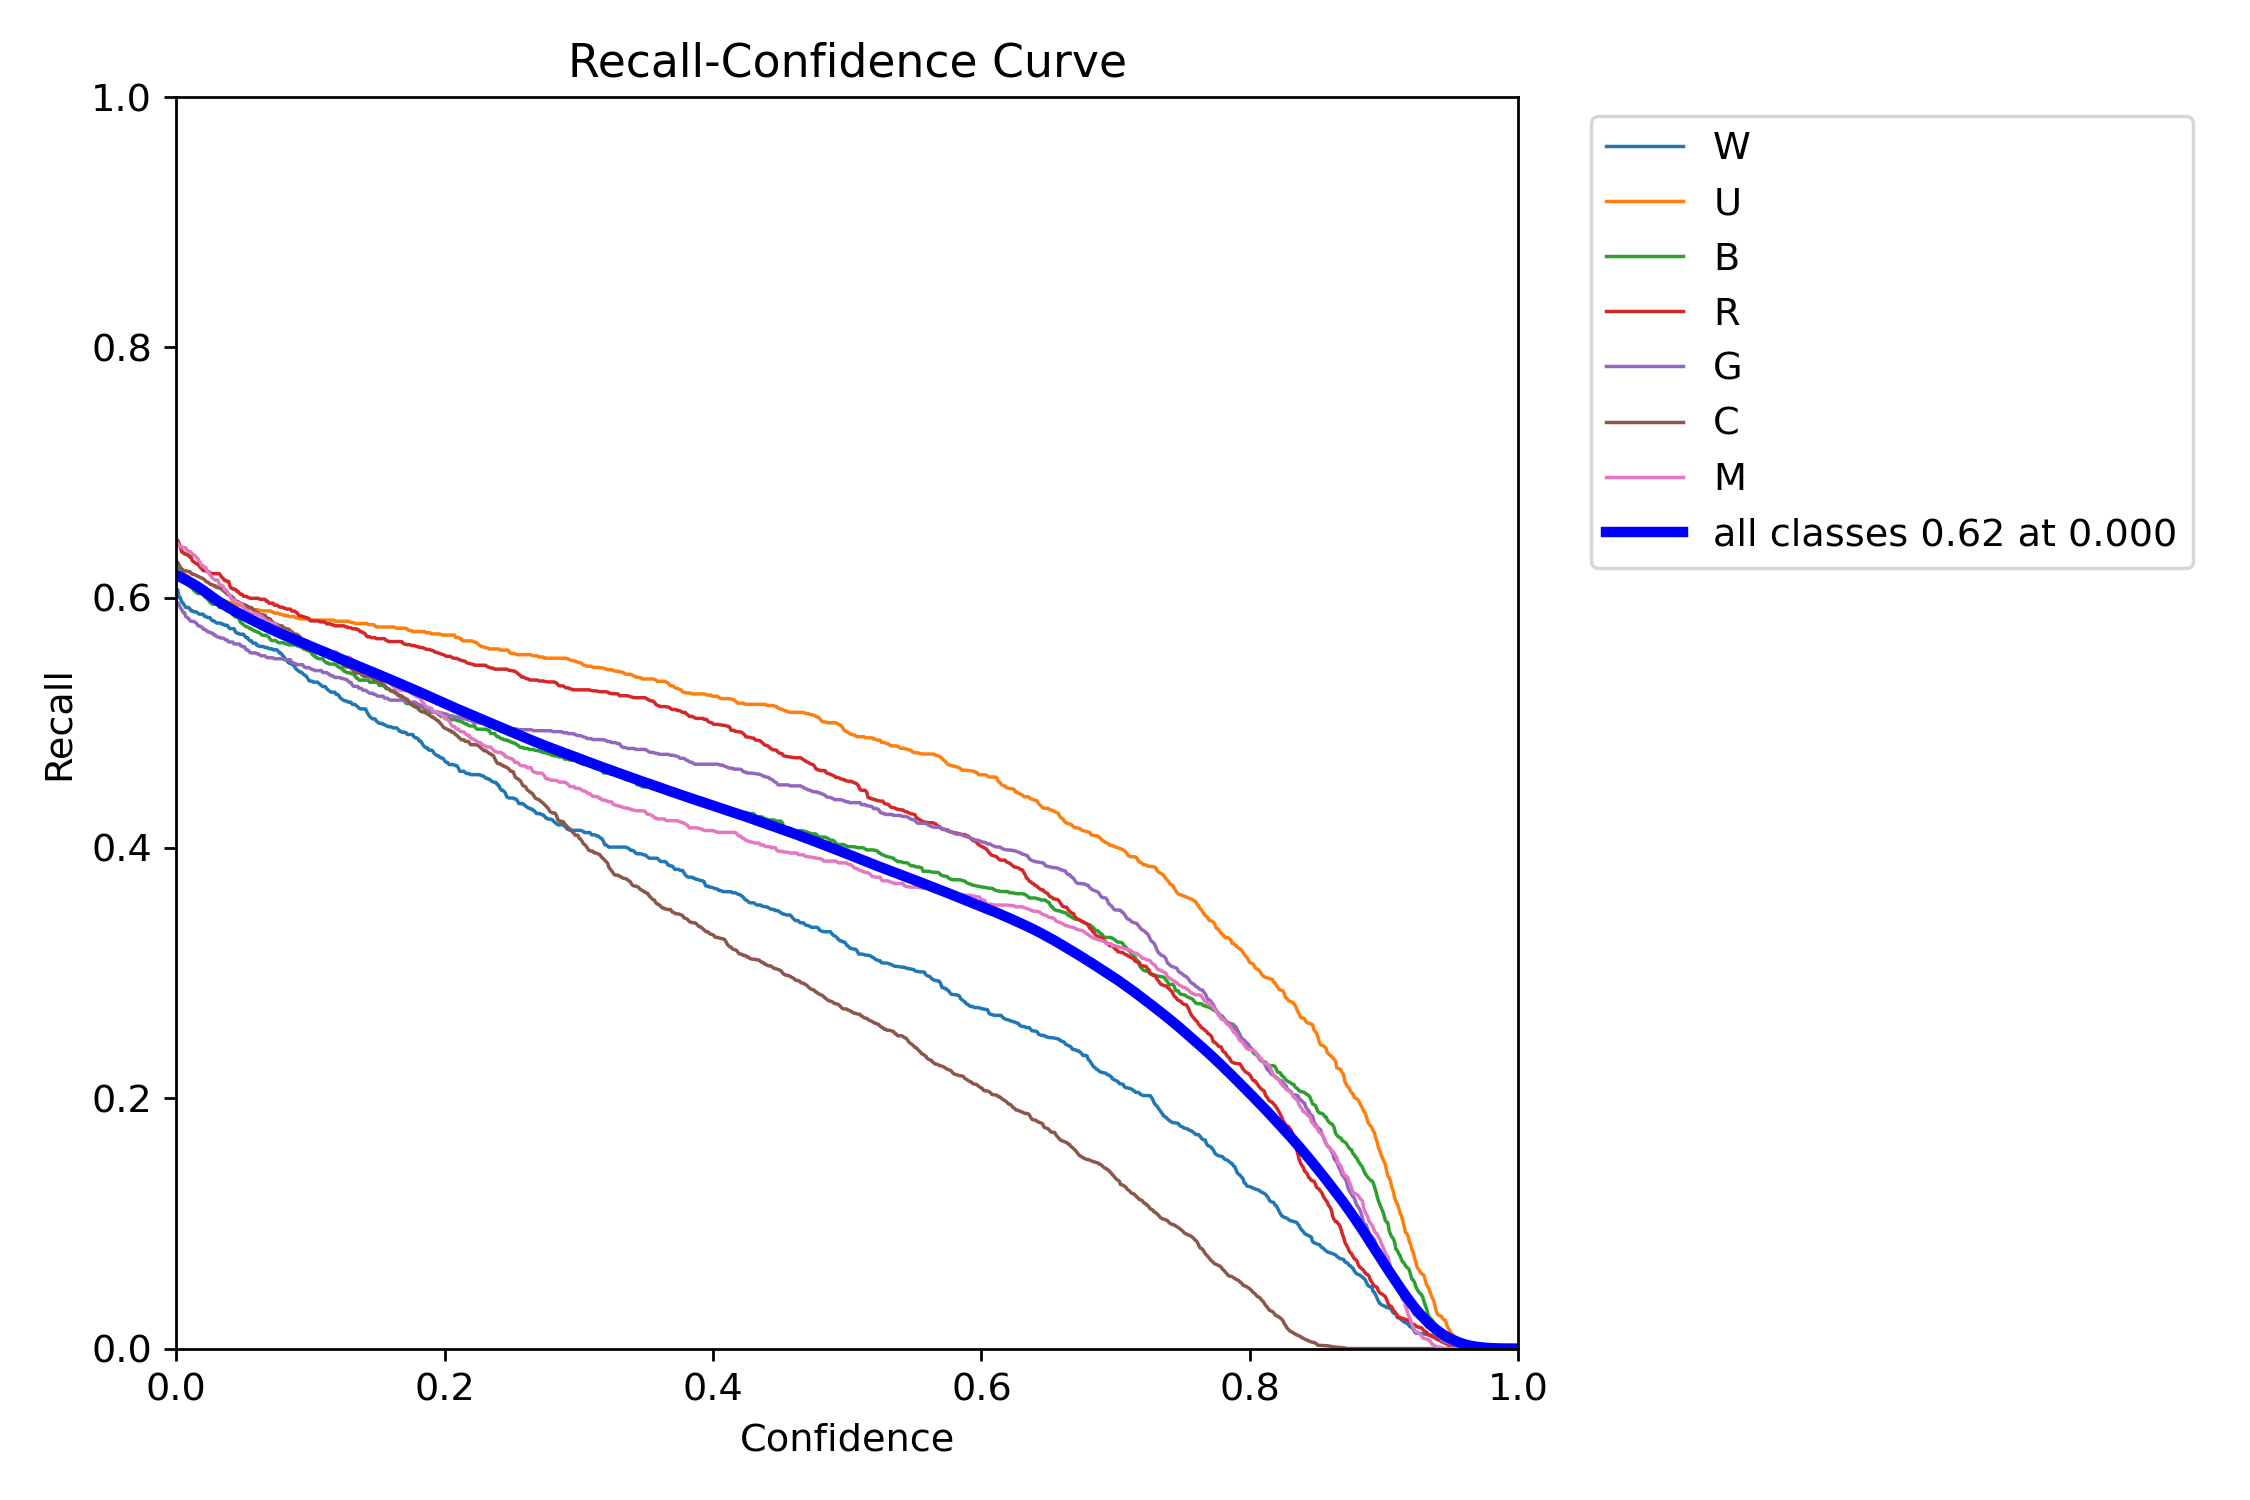 Recall-Confidence Curve
1.0
0.8
0.6
0.4
0.2
0.0
Recall
0.0 0.2 0.4 0.6 0.8 1.0
Confidence
W
U
B
R
G
C
M
all classes 0.62 at 0.000